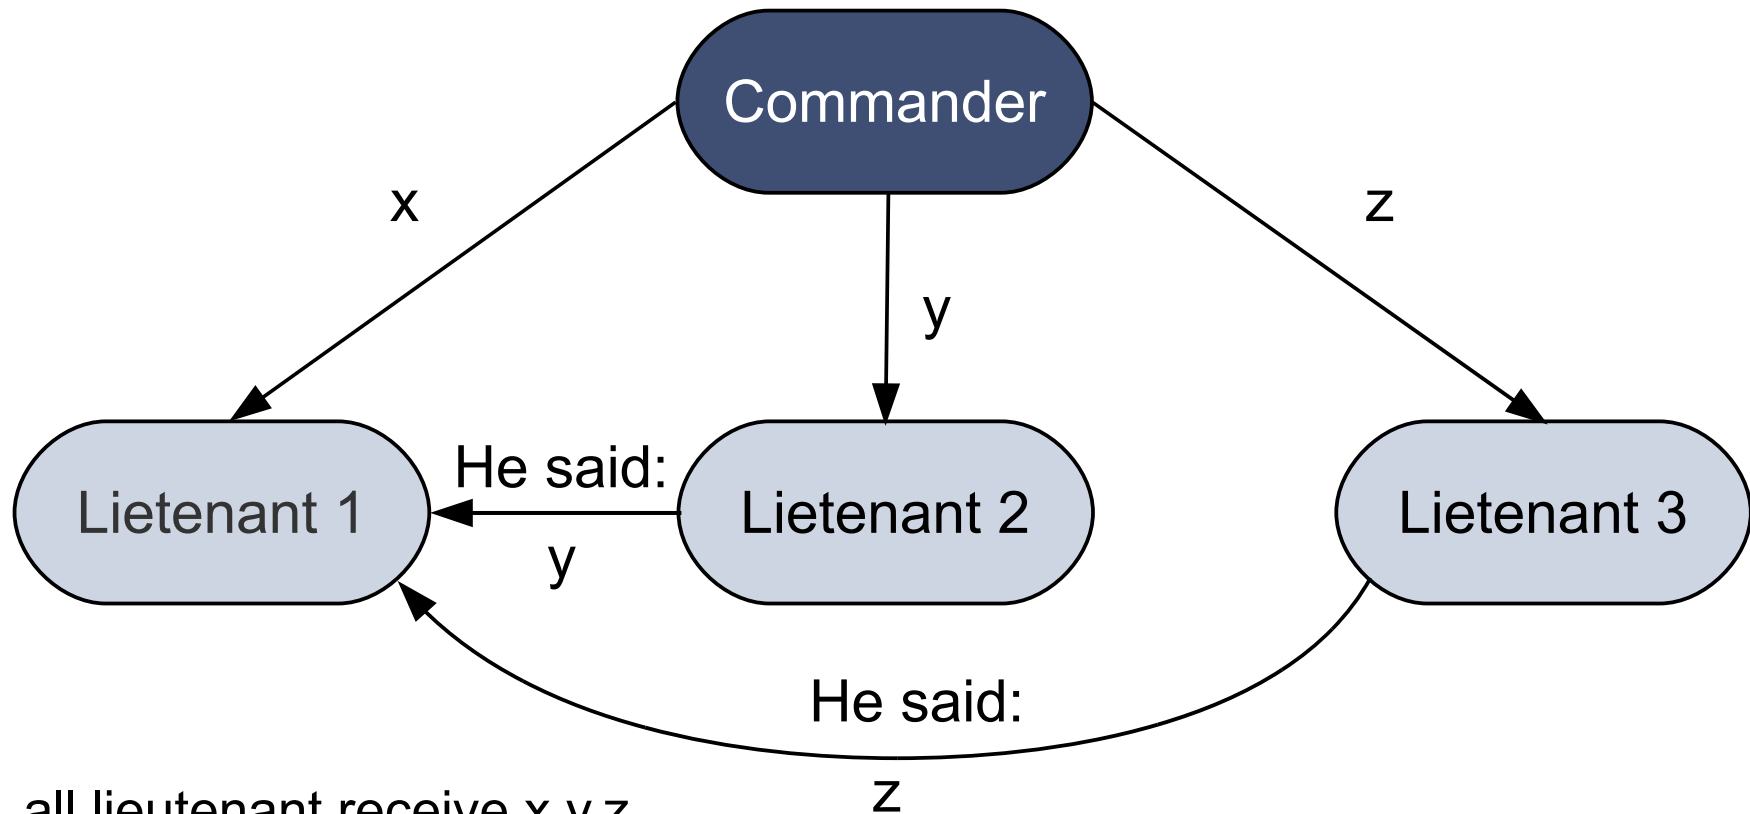 Commander
x
z
y
He said:
Lietenant 1
Lietenant 2
Lietenant 3
y
He said:
z
all lieutenant receive x,y,z